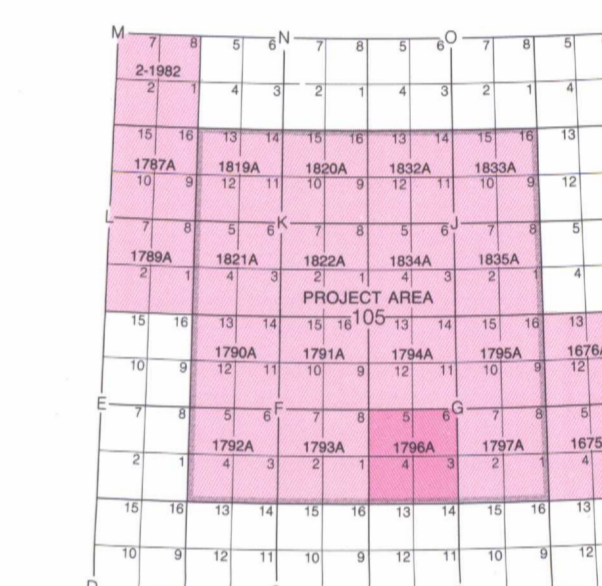 M 7 8 5 6 N 7 8 5 6 O 7 8 5
2-1982
2 1 4 3 2 1 4 3 2 1 4
15 16 13 14 15 16 13 14 15 16 13
1787A 1819A 1820A 1832A 1833A
10 9 12 11 10 9 12 11 10 9 12
L 7 8 5 6 K 7 8 5 6 J 7 8 5
1789A 1821A 1822A 1834A 1835A
2 1 4 3 2 1 4 3 2 1 4
PROJECT AREA
105
15 16 13 14 15 16 13 14 15 16 13
1790A 1791A 1794A 1795A 1676A
10 9 12 11 10 9 12 11 10 9 12
E 7 8 5 6 F 7 8 5 6 G 7 8 5
1792A 1793A 1796A 1797A 1675
2 1 4 3 2 1 4 3 2 1 4
15 16 13 14 15 16 13 14 15 16 13
10 9 12 11 10 9 12 11 10 9 12